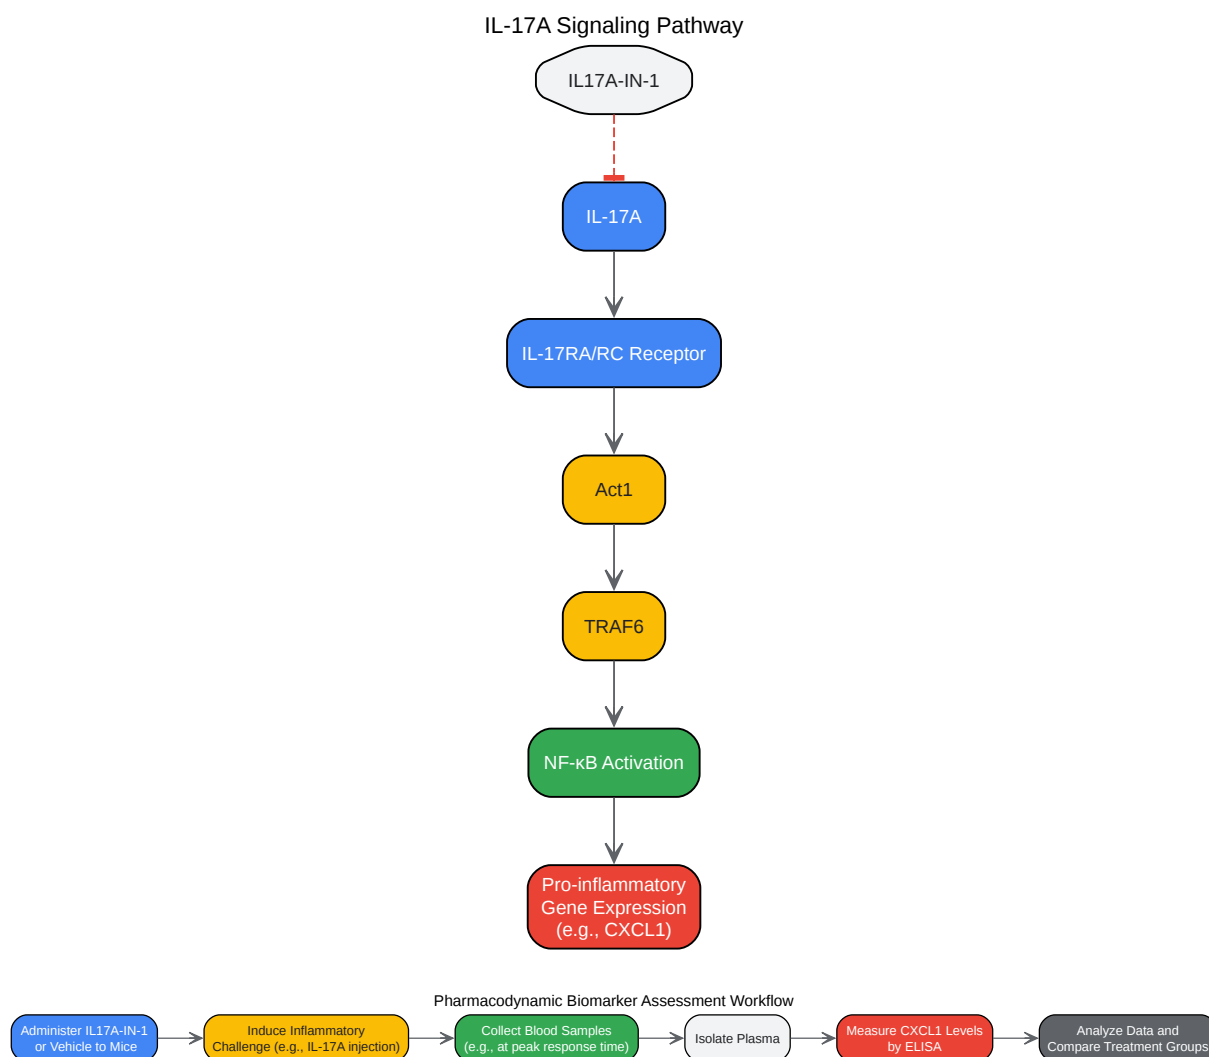 IL-17A Signaling Pathway
IL17A-IN-1
IL-17A
IL-17RA/RC Receptor
Act1
TRAF6
NF-κB Activation
Pro-inflammatory
Gene Expression
(e.g., CXCL1)
Pharmacodynamic Biomarker Assessment Workflow
Administer IL17A-IN-1
or Vehicle to Mice
Induce Inflammatory
Challenge (e.g., IL-17A injection)
Collect Blood Samples
(e.g., at peak response time)
Isolate Plasma
Measure CXCL1 Levels
by ELISA
Analyze Data and
Compare Treatment Groups